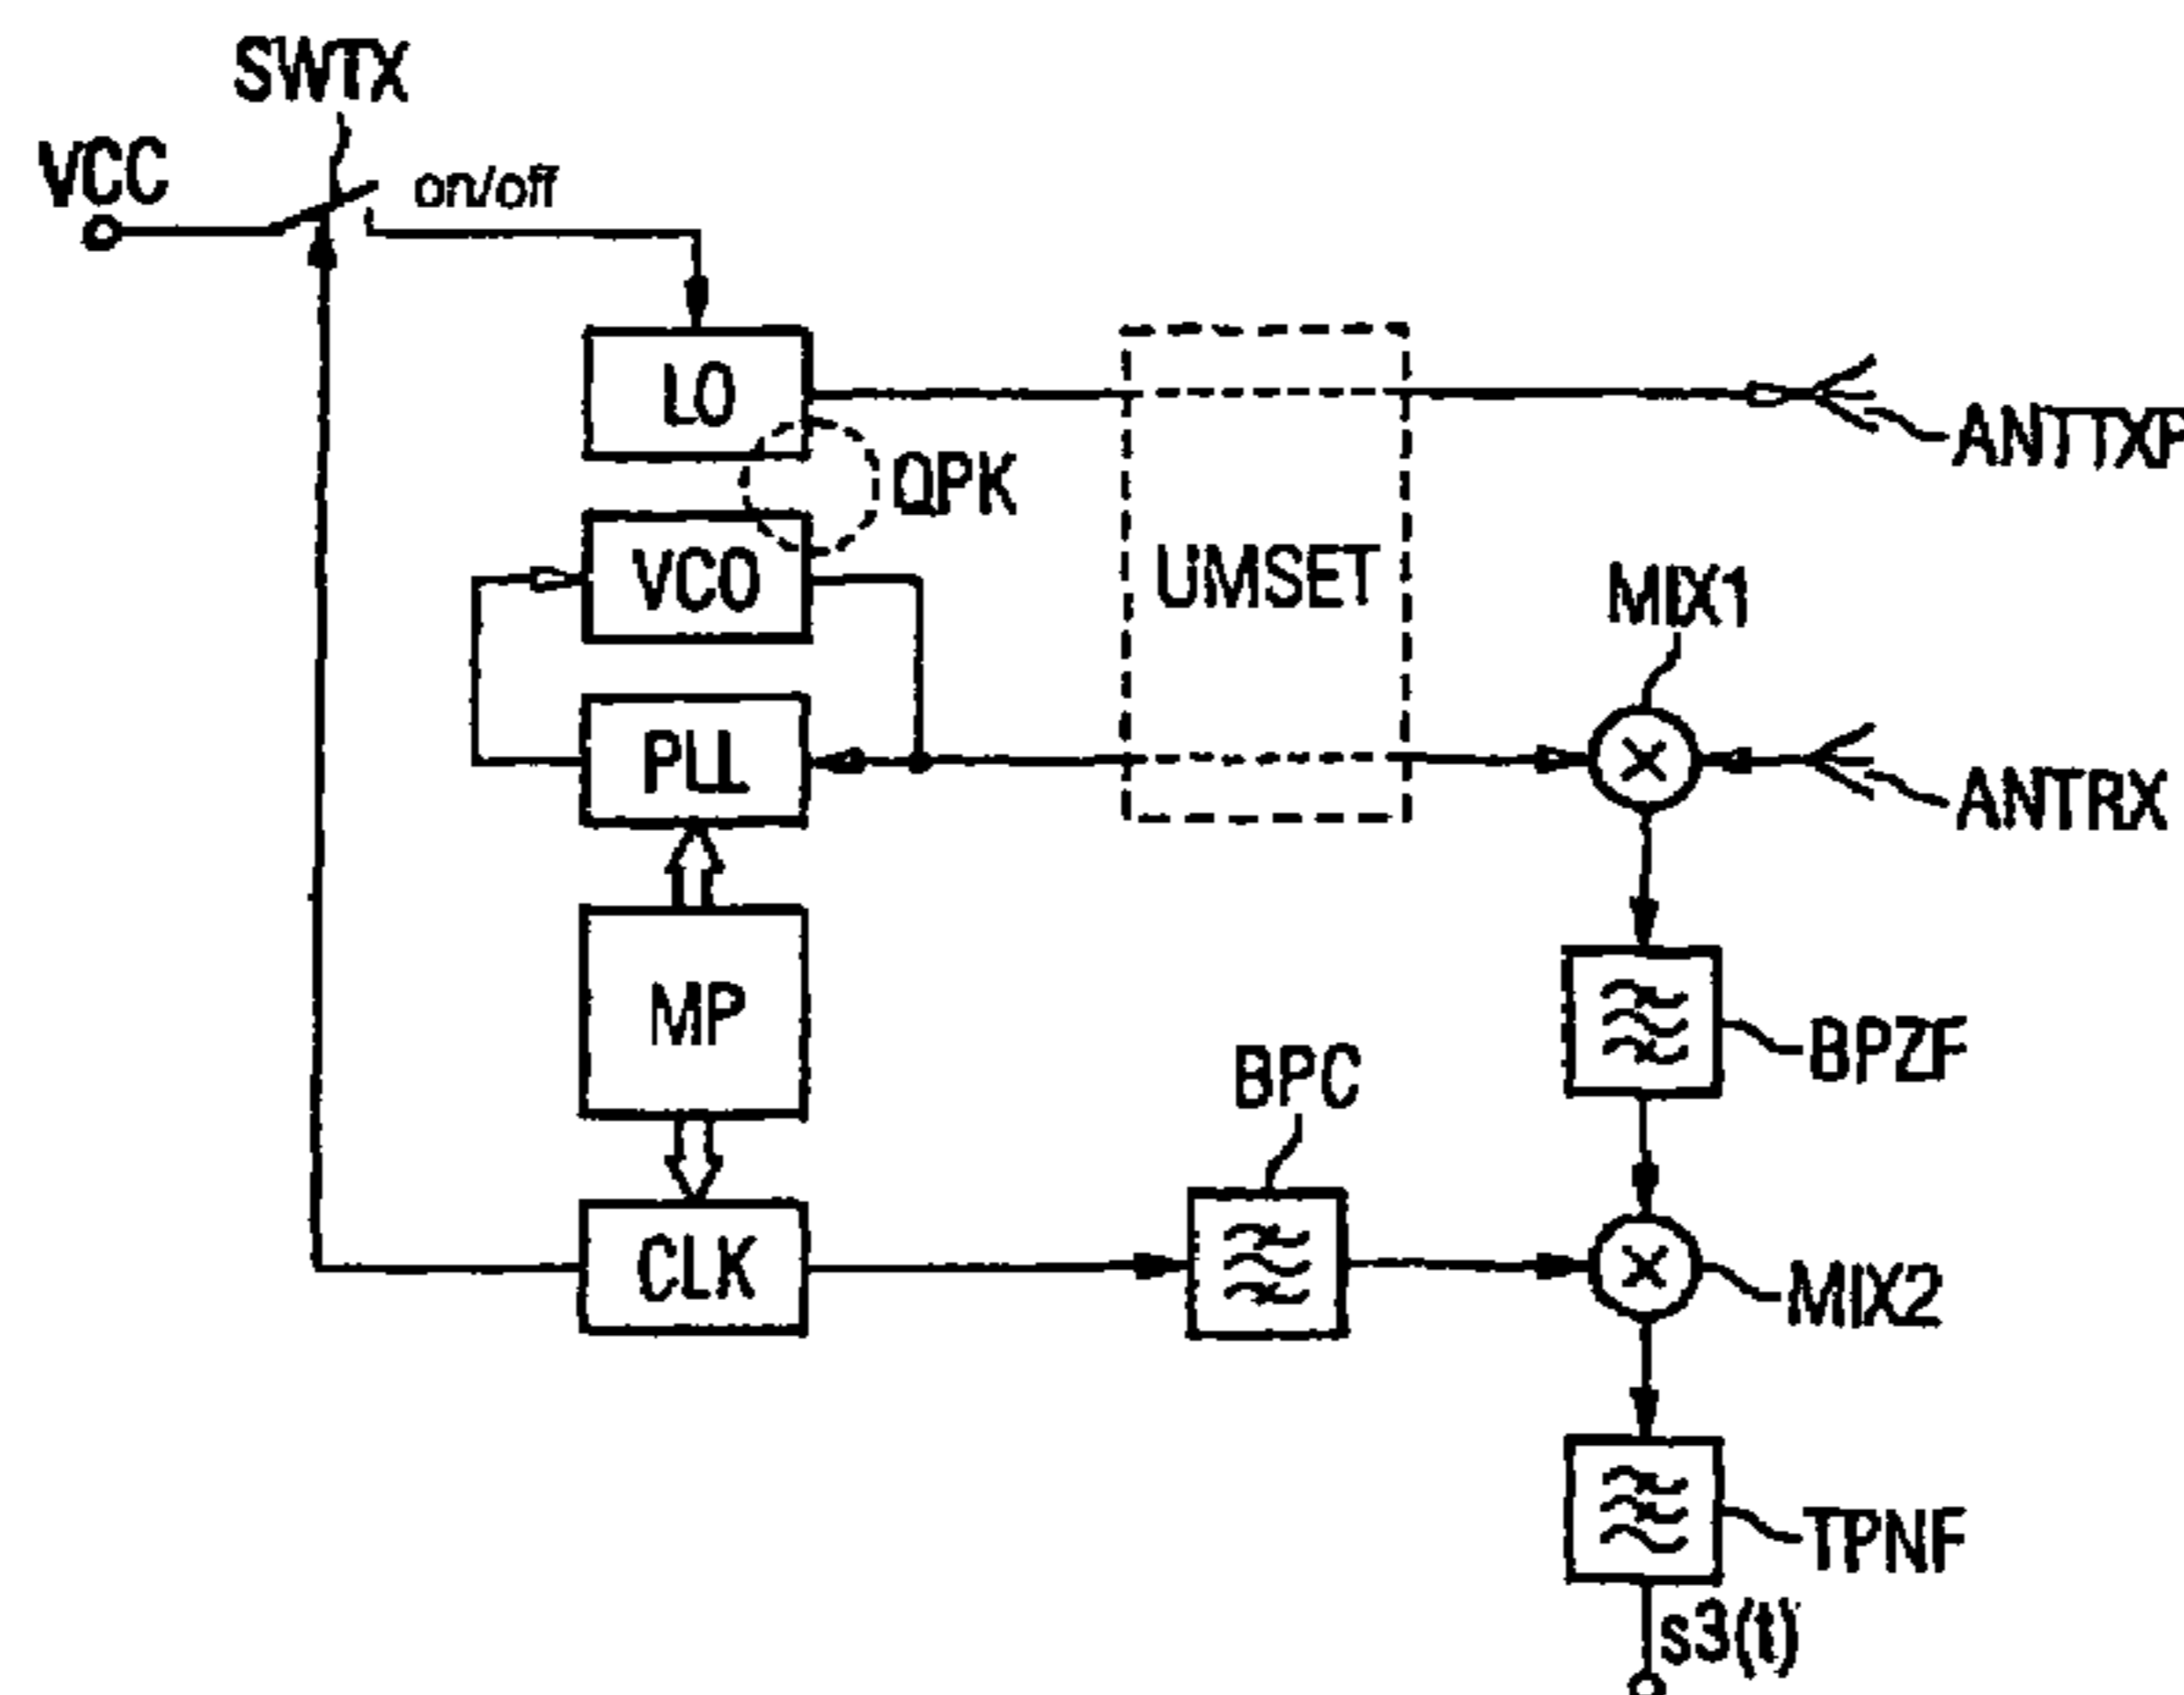 SWTX
VCC
on/off
LO
ANTTXP
QPK
VCO
UMSET
MIX1
PLL
ANTRX
MP
BPZF
BPC
CLK
MIX2
TPNF
s3(t)